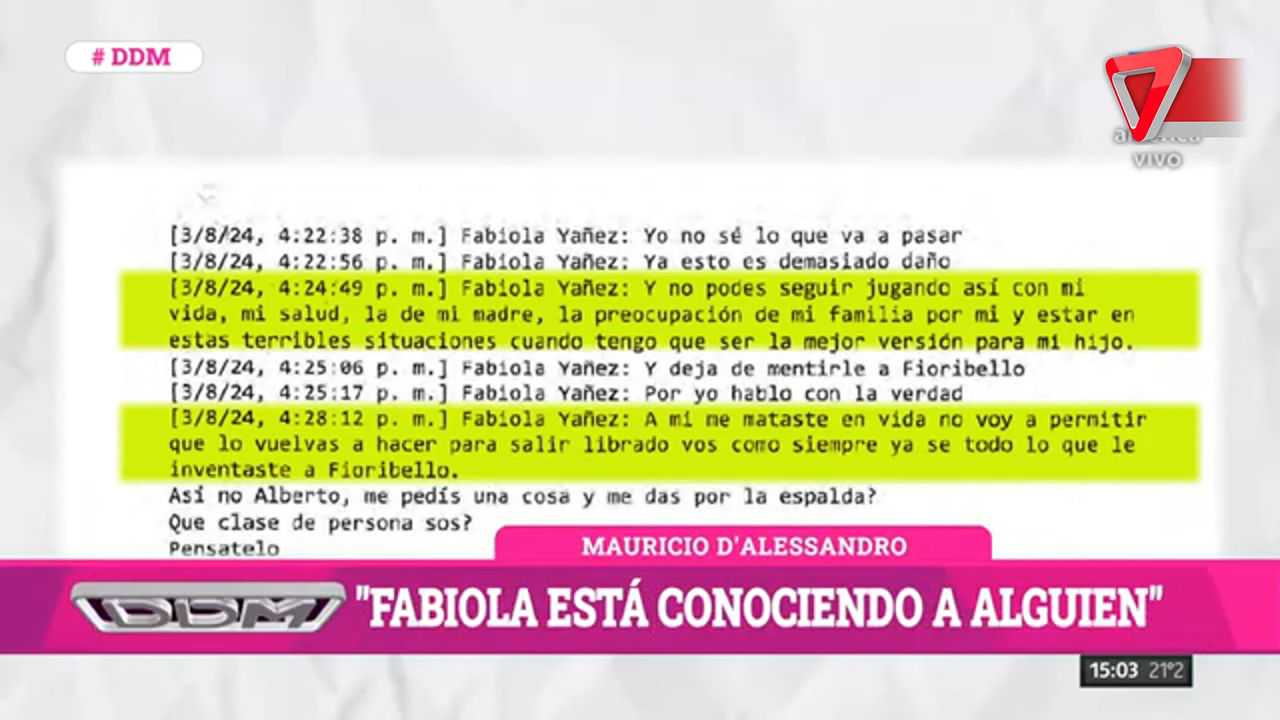 # DDM
américa
VIVO
[3/8/24, 4:22:38 p. m.] Fabiola Yañez: Yo no sé lo que va a pasar
[3/8/24, 4:22:56 p. m.] Fabiola Yañez: Ya esto es demasiado daño
[3/8/24, 4:24:49 p. m.] Fabiola Yañez: Y no podes seguir jugando así con mi
vida, mi salud, la de mi madre, la preocupación de mi familia por mi y estar en
estas terribles situaciones cuando tengo que ser la mejor versión para mi hijo.
[3/8/24, 4:25:06 p. m.] Fabiola Yañez: Y deja de mentirle a Fioribello
[3/8/24, 4:25:17 p. m.] Fabiola Yañez: Por yo hablo con la verdad
[3/8/24, 4:28:12 p. m.] Fabiola Yañez: A mi me mataste en vida no voy a permitir
que lo vuelvas a hacer para salir librado vos como siempre ya se todo lo que le
inventaste a Fioribello.
Así no Alberto, me pedís una cosa y me das por la espalda?
Que clase de persona sos?
Pensatelo
MAURICIO D'ALESSANDRO
DDM "FABIOLA ESTÁ CONOCIENDO A ALGUIEN"
15:03 21°2